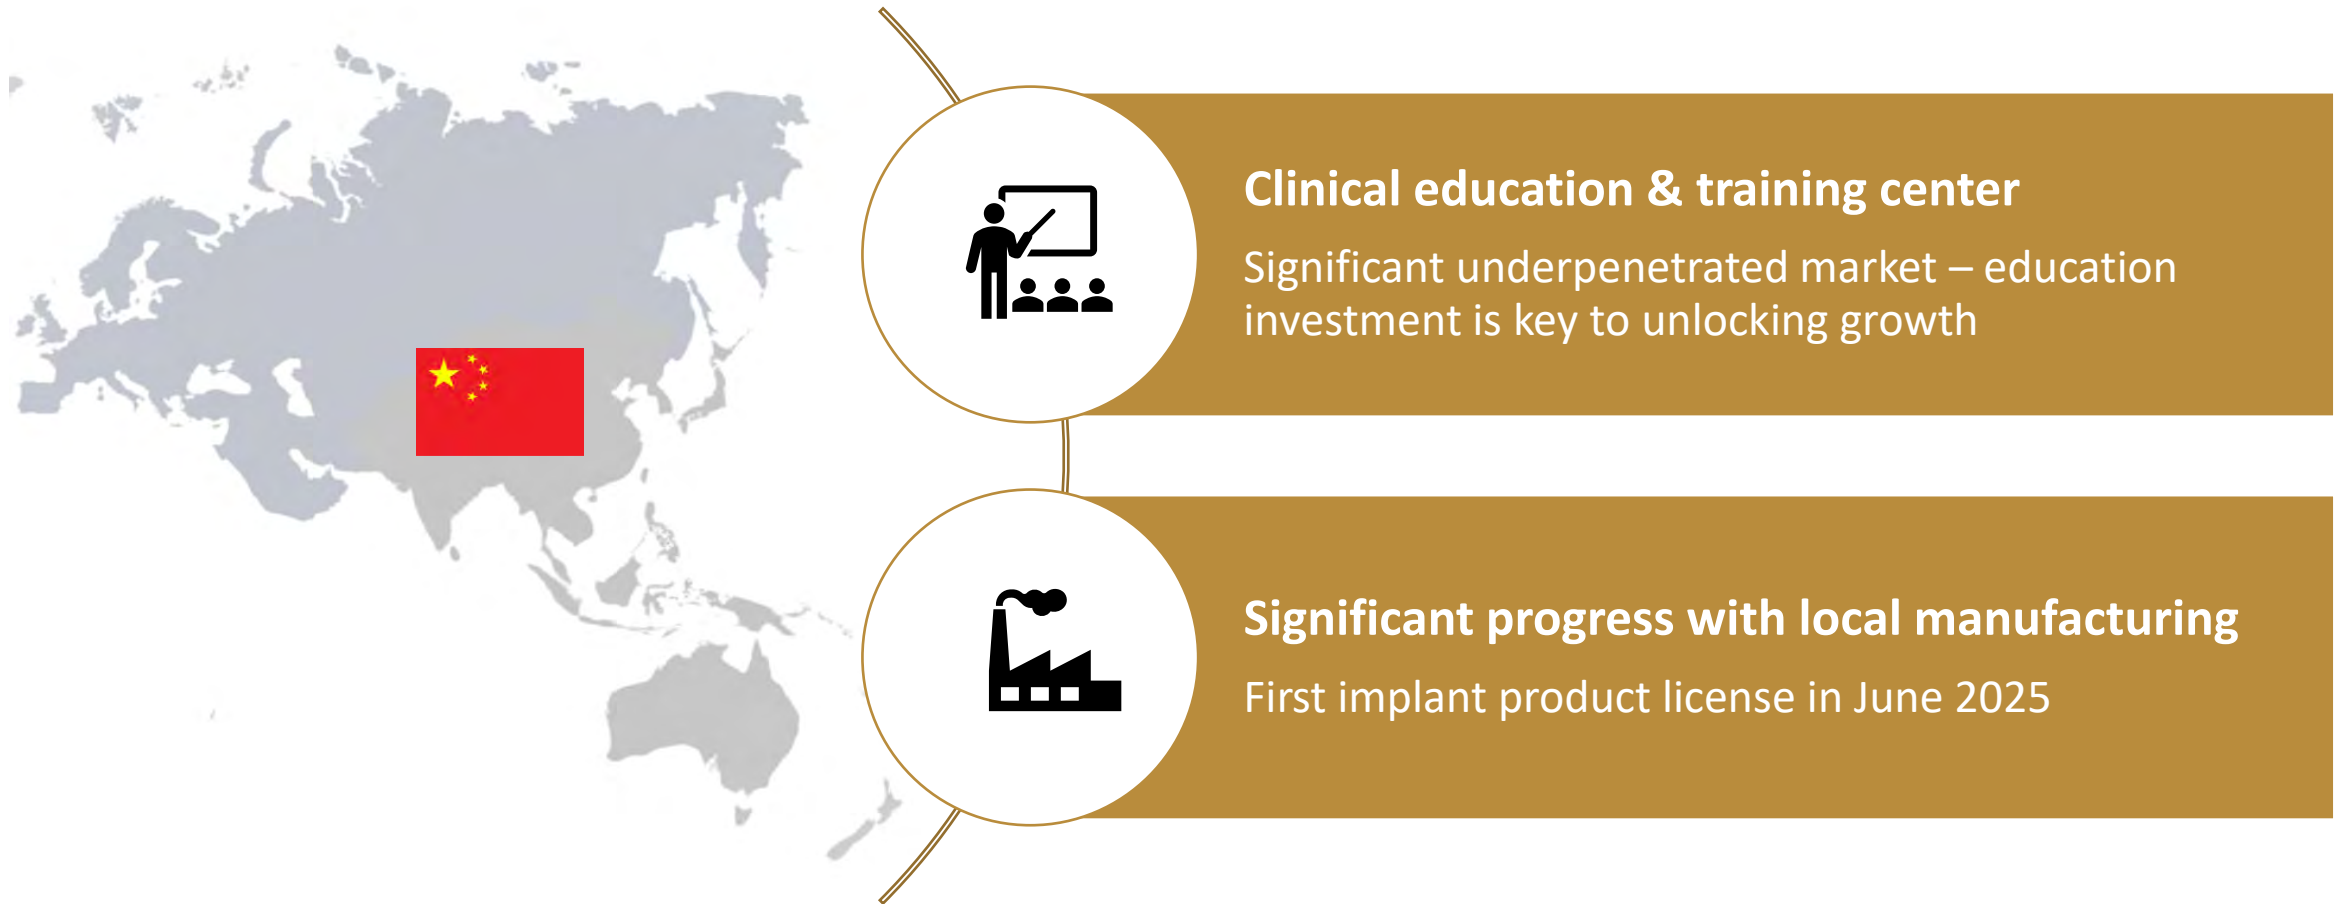 Clinical education & training center
Significant underpenetrated market – education
investment is key to unlocking growth
Significant progress with local manufacturing
First implant product license in June 2025